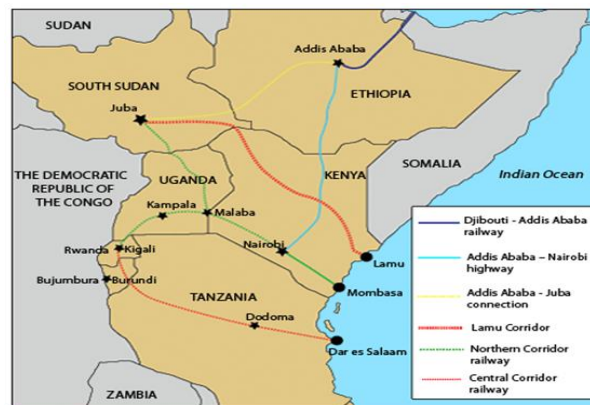 SUDAN
Addis Ababa
SOUTH SUDAN
ETHIOPIA
Juba
THE DEMOCRATIC
REPUBLIC OF
THE CONGO
UGANDA
KENYA
SOMALIA
Indian Ocean
Kampala
Malaba
Rwanda
Kigali
Nairobi
Lamu
Bujumbura
Burundi
Mombasa
TANZANIA
Dodoma
Dar es Salaam
ZAMBIA
Djibouti - Addis Ababa
railway
Addis Ababa – Nairobi
highway
Addis Ababa - Juba
connection
Lamu Corridor
Northern Corridor
railway
Central Corridor
railway